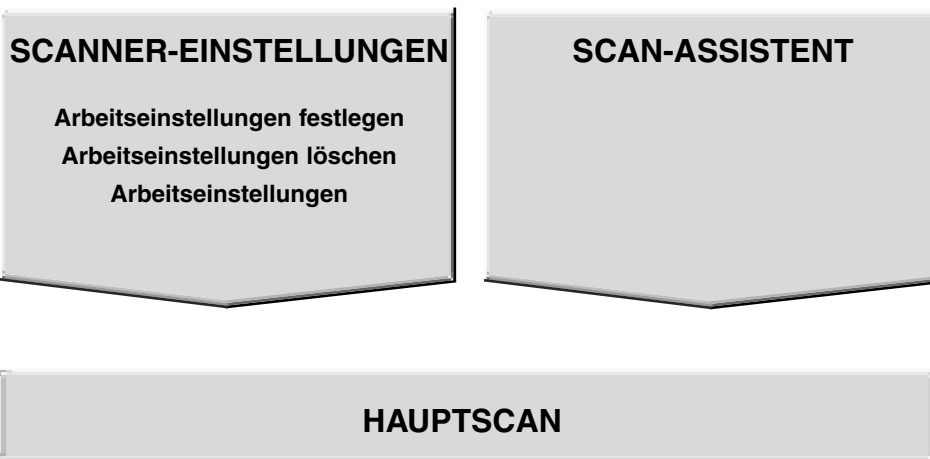 SCANNER-EINSTELLUNGEN
Arbeitseinstellungen festlegen
Arbeitseinstellungen löschen
Arbeitseinstellungen
SCAN-ASSISTENT
HAUPTSCAN